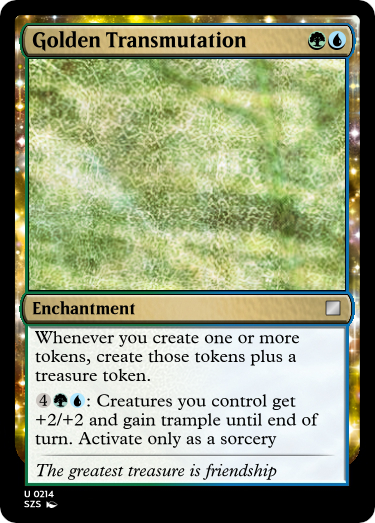 Golden Transmutation
Enchantment
Whenever you create one or more
tokens, create those tokens plus a
treasure token.
4: Creatures you control get
+2/+2 and gain trample until end of
turn. Activate only as a sorcery
The greatest treasure is friendship
U 0214
SZS